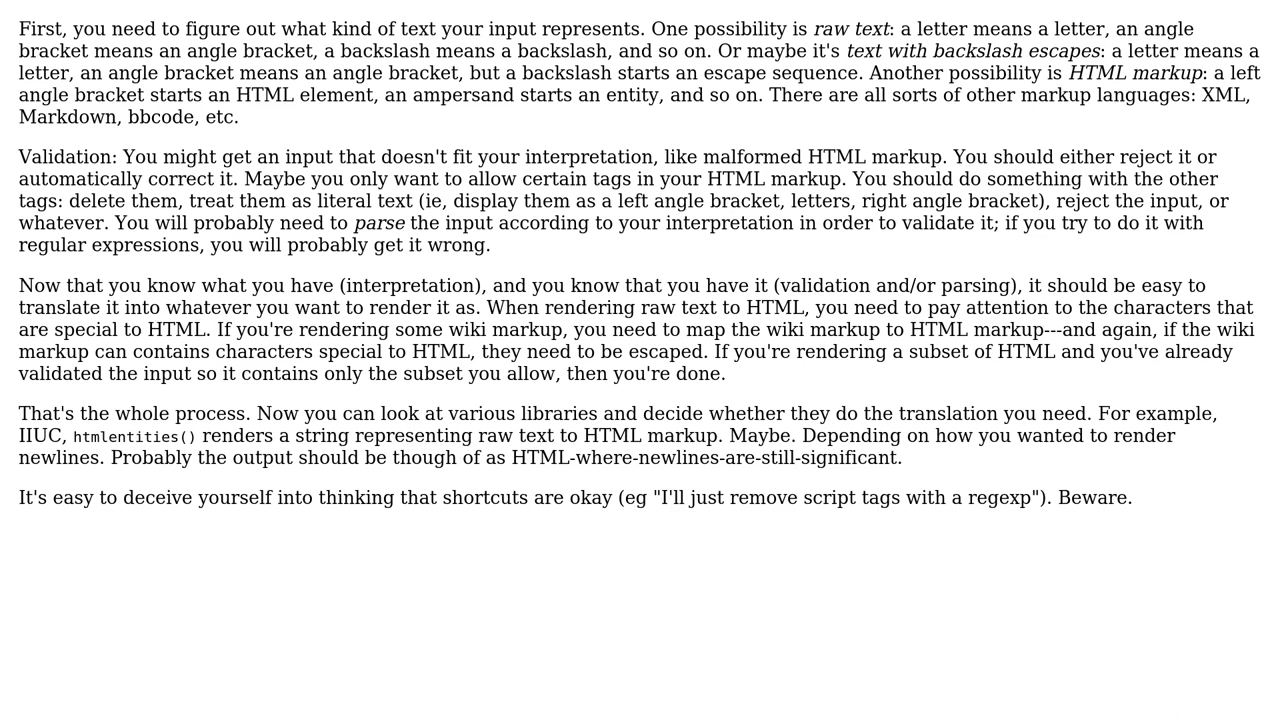 First, you need to figure out what kind of text your input represents. One possibility is raw text: a letter means a letter, an angle
bracket means an angle bracket, a backslash means a backslash, and so on. Or maybe it's text with backslash escapes: a letter means a
letter, an angle bracket means an angle bracket, but a backslash starts an escape sequence. Another possibility is HTML markup: a left
angle bracket starts an HTML element, an ampersand starts an entity, and so on. There are all sorts of other markup languages: XML,
Markdown, bbcode, etc.
Validation: You might get an input that doesn't fit your interpretation, like malformed HTML markup. You should either reject it or
automatically correct it. Maybe you only want to allow certain tags in your HTML markup. You should do something with the other
tags: delete them, treat them as literal text (ie, display them as a left angle bracket, letters, right angle bracket), reject the input, or
whatever. You will probably need to parse the input according to your interpretation in order to validate it; if you try to do it with
regular expressions, you will probably get it wrong.
Now that you know what you have (interpretation), and you know that you have it (validation and/or parsing), it should be easy to
translate it into whatever you want to render it as. When rendering raw text to HTML, you need to pay attention to the characters that
are special to HTML. If you're rendering some wiki markup, you need to map the wiki markup to HTML markup---and again, if the wiki
markup can contains characters special to HTML, they need to be escaped. If you're rendering a subset of HTML and you've already
validated the input so it contains only the subset you allow, then you're done.
That's the whole process. Now you can look at various libraries and decide whether they do the translation you need. For example,
IIUC, htmlentities() renders a string representing raw text to HTML markup. Maybe. Depending on how you wanted to render
newlines. Probably the output should be though of as HTML-where-newlines-are-still-significant.
It's easy to deceive yourself into thinking that shortcuts are okay (eg "I'll just remove script tags with a regexp"). Beware.